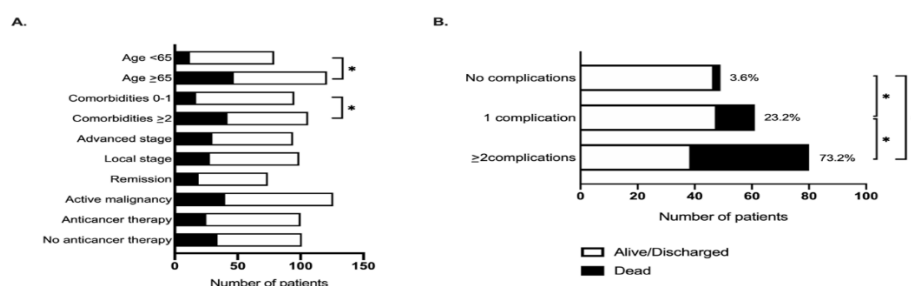 A.
Age <65
Age ≥65
*
Comorbidities 0-1
Comorbidities ≥2
*
Advanced stage
Local stage
Remission
Active malignancy
Anticancer therapy
No anticancer therapy
0 50 100 150
Number of patients
B.
No complications 3.6%
1 complication 23.2%
≥2complications 73.2%
*
*
*
0 20 40 60 80 100
Number of patients
Alive/Discharged
Dead